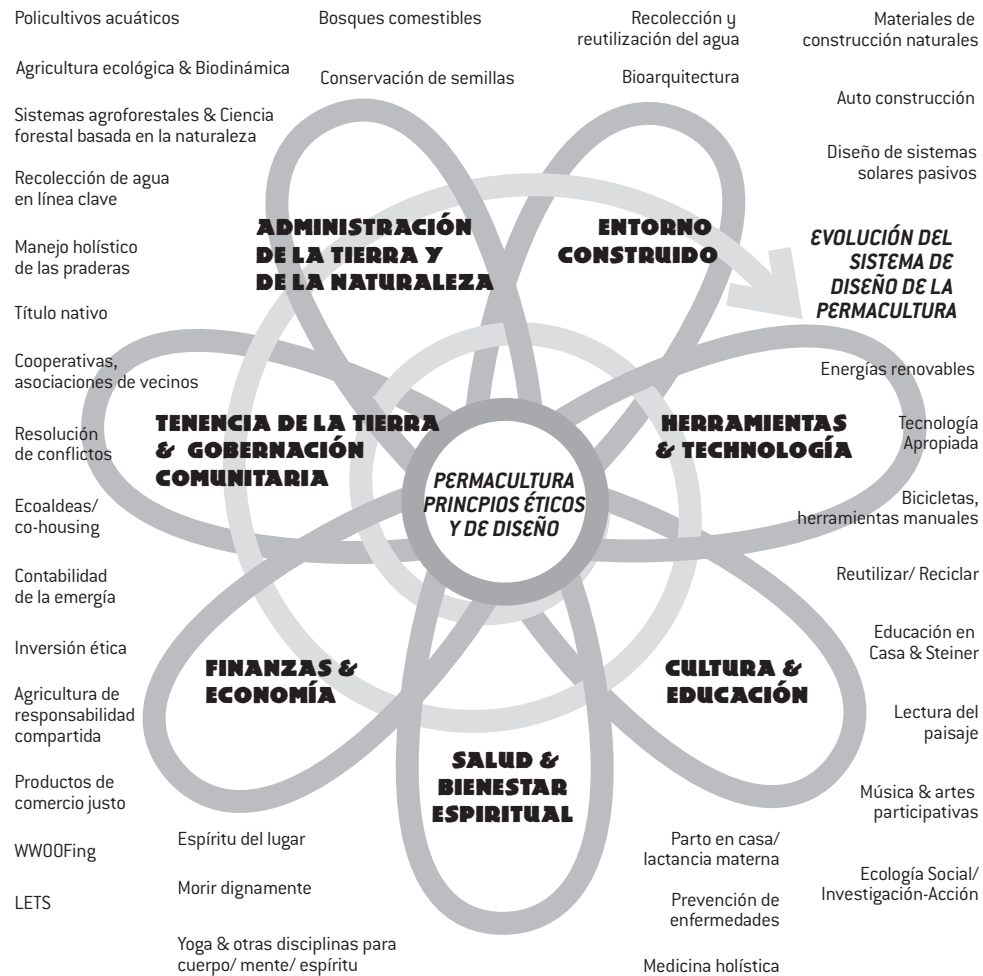 Policultivos acuáticos
Agricultura ecológica & Biodinámica
Sistemas agroforestales & Ciencia
forestal basada en la naturaleza
Recolección de agua
en línea clave
Manejo holístico
de las praderas
Título nativo
Cooperativas,
asociaciones de vecinos
Resolución
de conflictos
Ecoaldeas/
co-housing
Contabilidad
de la emergía
Inversión ética
Agricultura de
responsabilidad
compartida
Productos de
comercio justo
WWOOFing
LETS
Bosques comestibles
Conservación de semillas
Recolección y
reutilización del agua
Bioarquitectura
Materiales de
construcción naturales
Auto construcción
Diseño de sistemas
solares pasivos
EVOLUCIÓN DEL
SISTEMA DE
DISEÑO DE LA
PERMACULTURA
Energías renovables
Tecnología
Apropiada
Bicicletas,
herramientas manuales
Reutilizar/ Reciclar
Educación en
Casa & Steiner
Lectura del
paisaje
Música & artes
participativas
Ecología Social/
Investigación-Acción
ADMINISTRACIÓN
DE LA TIERRA Y
DE LA NATURALEZA
ENTORNO
CONSTRUIDO
TENENCIA DE LA TIERRA
& GOBERNACIÓN
COMUNITARIA
HERRAMIENTAS
& TECHNOLOGÍA
PERMACULTURA
PRINCPIOS ÉTICOS
Y DE DISEÑO
FINANZAS &
ECONOMÍA
CULTURA &
EDUCACIÓN
SALUD &
BIENESTAR
ESPIRITUAL
Espíritu del lugar
Morir dignamente
Yoga & otras disciplinas para
cuerpo/ mente/ espíritu
Parto en casa/
lactancia materna
Prevención de
enfermedades
Medicina holística